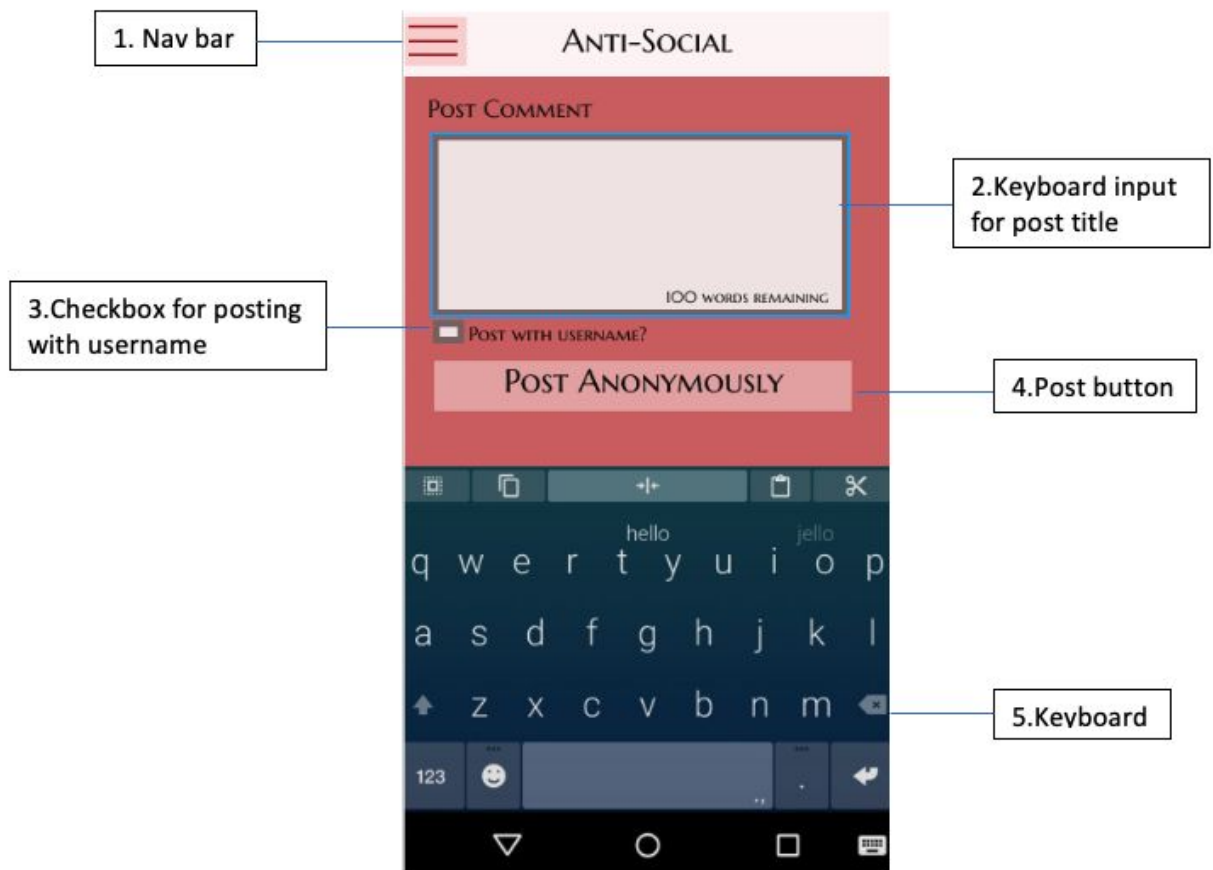 1. Nav bar
Anti-Social
Post Comment
2.Keyboard input
for post title
100 words remaining
3.Checkbox for posting
with username
Post with username?
Post Anonymously
4.Post button
hello jello
q w e r t y u i o p
a s d f g h j k l
z x c v b n m
5.Keyboard
123 ., .